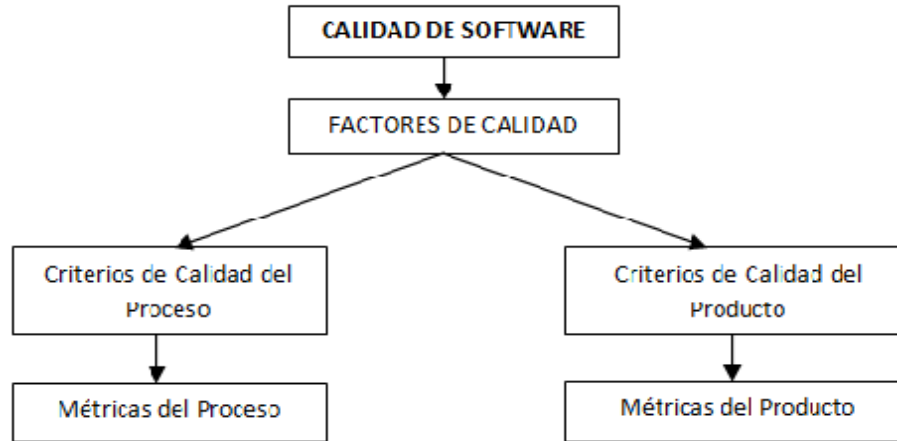 CALIDAD DE SOFTWARE
FACTORES DE CALIDAD
Criterios de Calidad del
Proceso
Criterios de Calidad del
Producto
Métricas del Proceso
Métricas del Producto